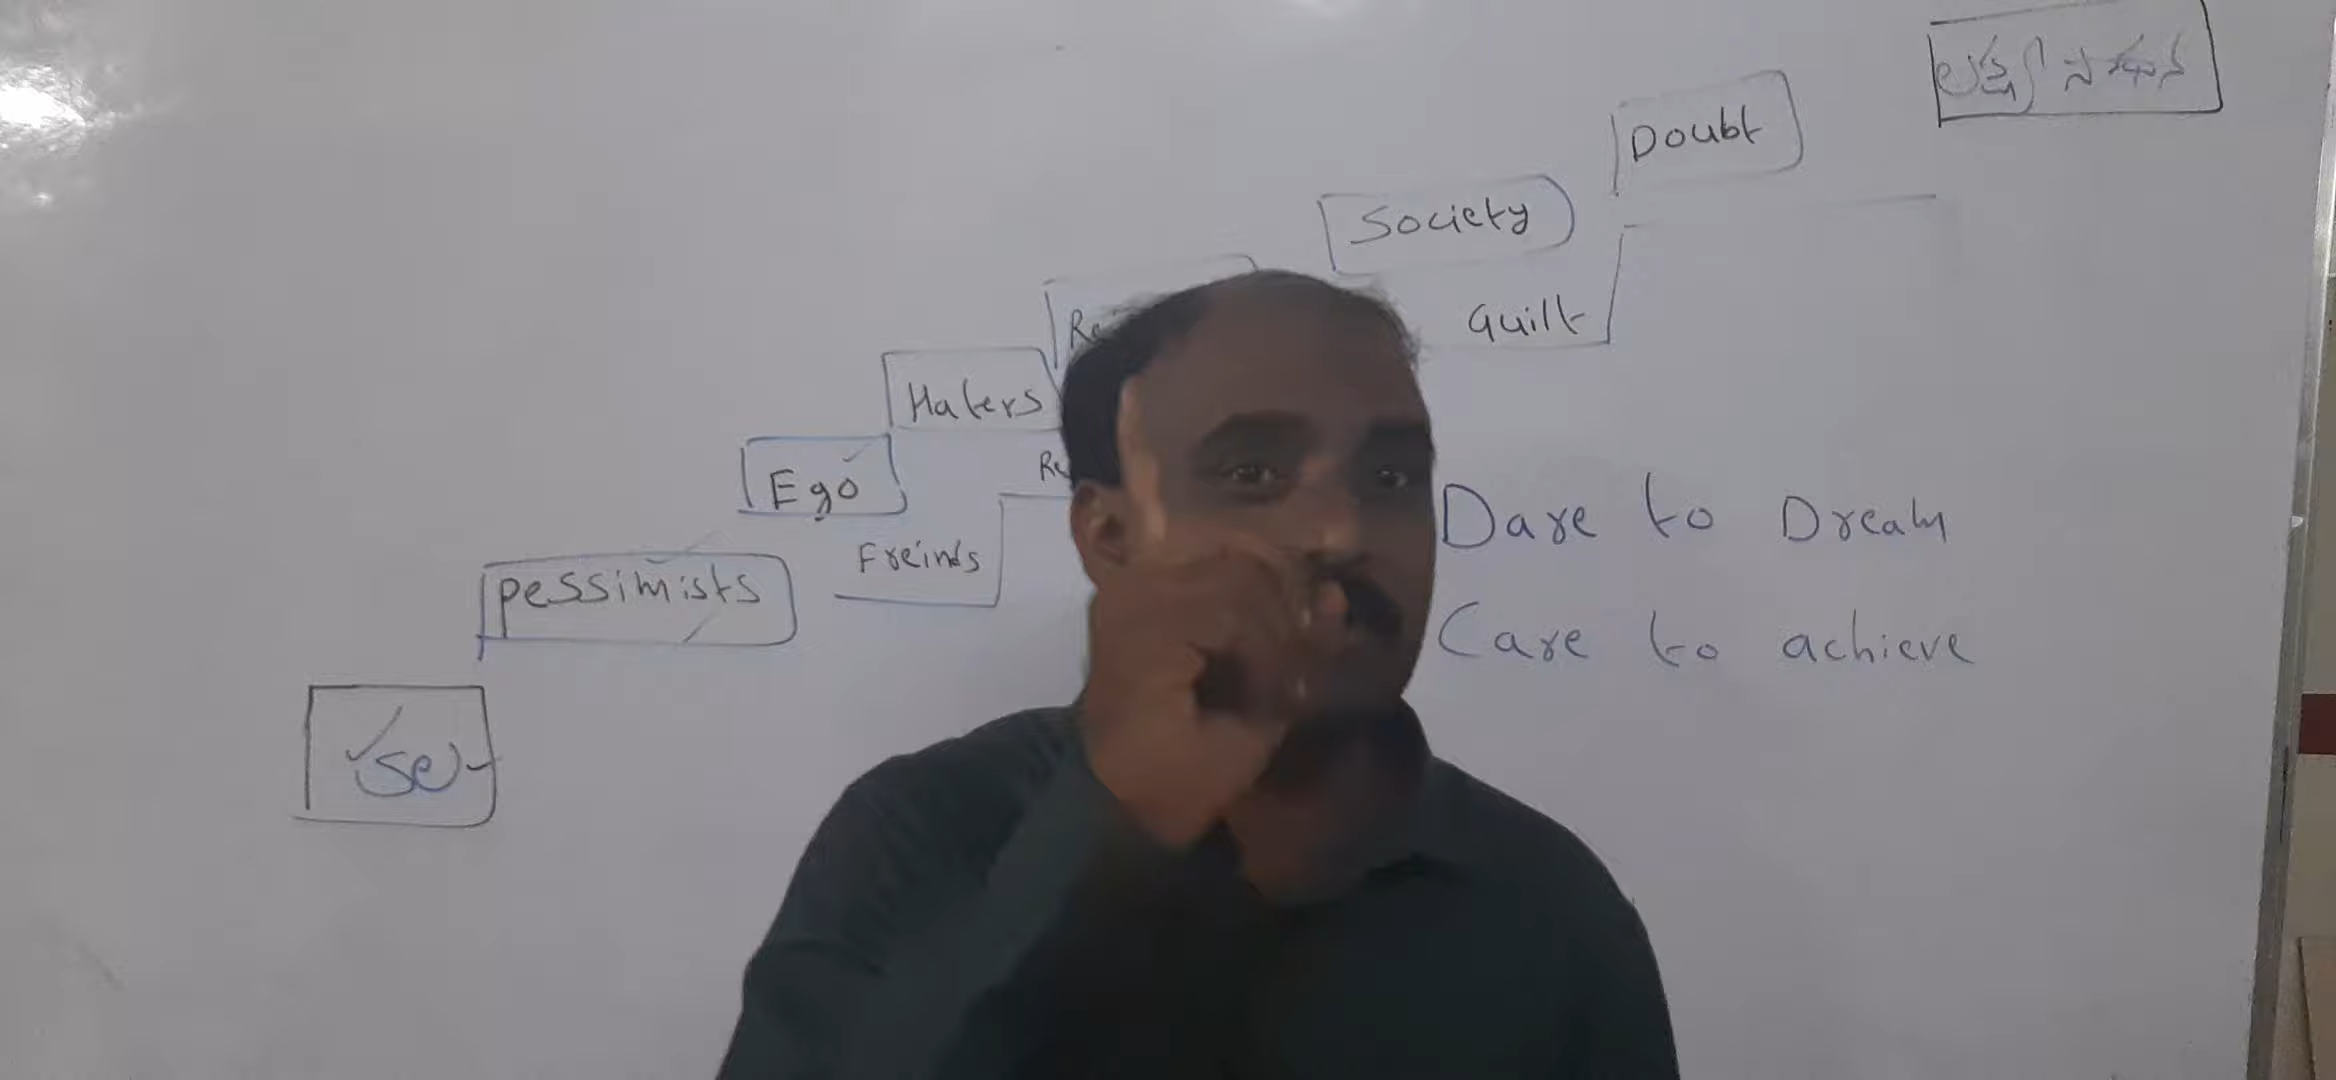 Doubt
Society
Guilt
Haters
Ego
Freinds
pessimists
Dare to Dream
Care to achieve